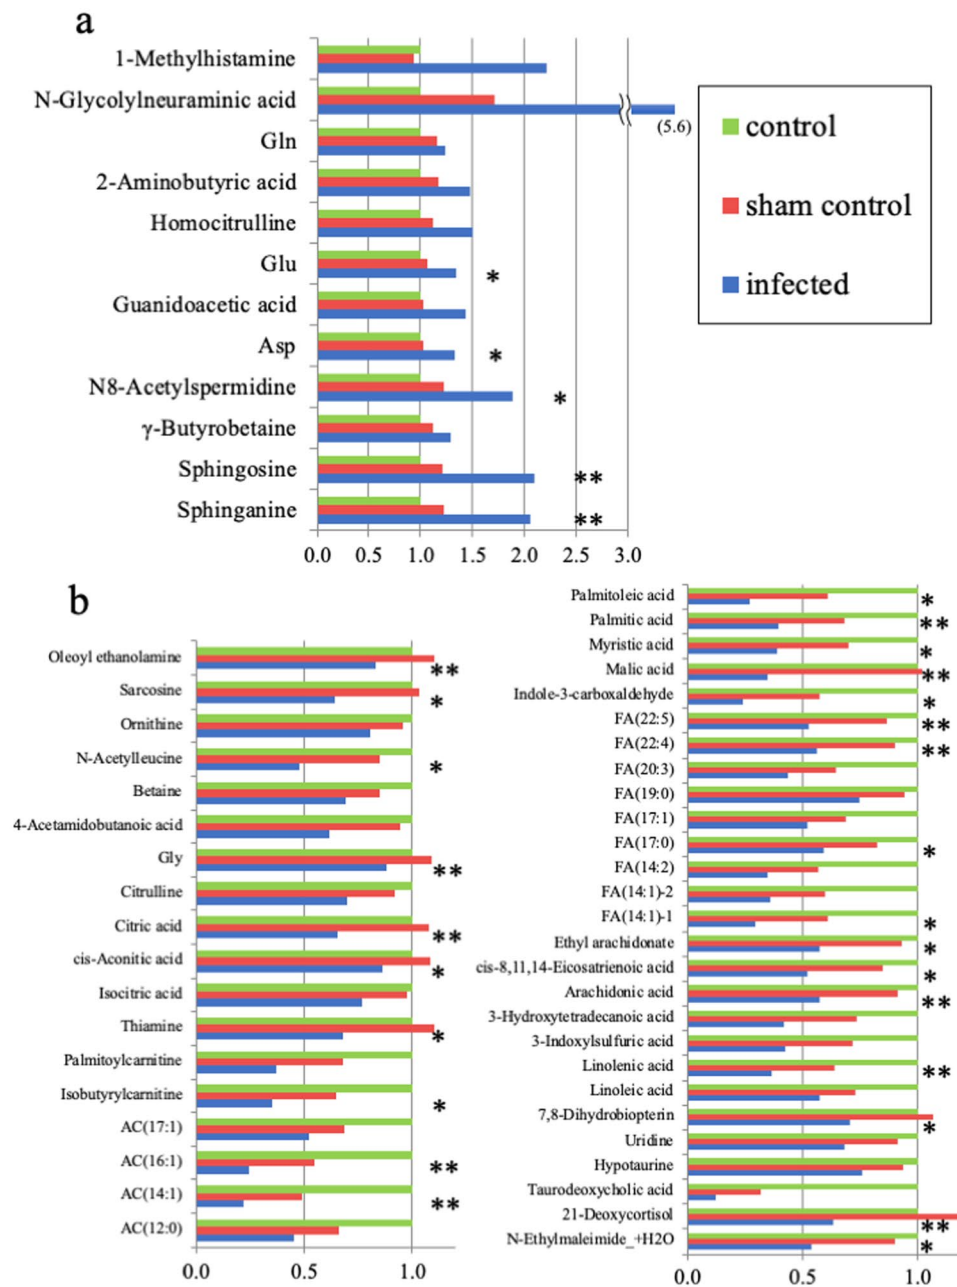 a
1-Methylhistamine
N-Glycolylneuraminic acid
(5.6)
Gln
2-Aminobutyric acid
Homocitrulline
Glu *
Guanidoacetic acid
Asp *
N8-Acetylspermidine *
γ-Butyrobetaine
Sphingosine **
Sphinganine **
0.0 0.5 1.0 1.5 2.0 2.5 3.0
control
sham control
infected
b
Oleoyl ethanolamine **
Sarcosine *
Ornithine
N-Acetylleucine *
Betaine
4-Acetamidobutanoic acid
Gly **
Citrulline
Citric acid **
cis-Aconitic acid *
Isocitric acid
Thiamine *
Palmitoylcarnitine
Isobutyrylcarnitine *
AC(17:1)
AC(16:1) **
AC(14:1) **
AC(12:0)
0.0 0.5 1.0
Palmitoleic acid *
Palmitic acid **
Myristic acid *
Malic acid **
Indole-3-carboxaldehyde *
FA(22:5) **
FA(22:4) **
FA(20:3)
FA(19:0)
FA(17:1)
FA(17:0) *
FA(14:2)
FA(14:1)-2
FA(14:1)-1 *
Ethyl arachidonate *
cis-8,11,14-Eicosatrienoic acid *
Arachidonic acid **
3-Hydroxytetradecanoic acid
3-Indoxylsulfuric acid
Linolenic acid **
Linoleic acid
7,8-Dihydrobiopterin *
Uridine
Hypotaurine
Taurodeoxycholic acid
21-Deoxycortisol **
N-Ethylmaleimide_+H2O *
0.0 0.5 1.0